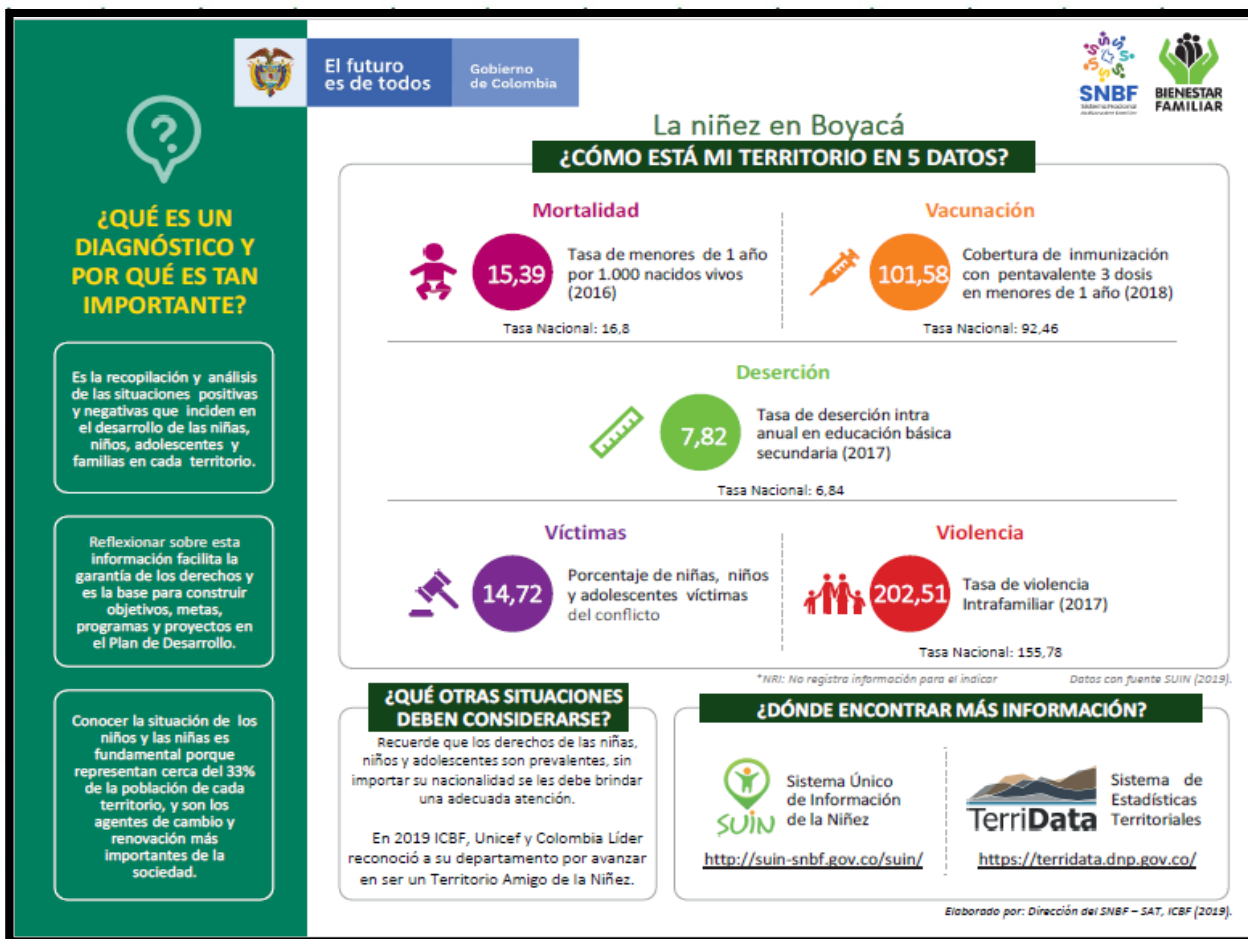 El futuro
es de todos
Gobierno
de Colombia
SNBF
BIENESTAR
FAMILIAR
¿QUÉ ES UN
DIAGNÓSTICO Y
POR QUÉ ES TAN
IMPORTANTE?
Es la recopilación y análisis
de las situaciones positivas
y negativas que inciden en
el desarrollo de las niñas,
niños, adolescentes y
familias en cada territorio.
Reflexionar sobre esta
información facilita la
garantía de los derechos y
es la base para construir
objetivos, metas,
programas y proyectos en
el Plan de Desarrollo.
Conocer la situación de los
niños y las niñas es
fundamental porque
representan cerca del 33%
de la población de cada
territorio, y son los
agentes de cambio y
renovación más
importantes de la
sociedad.
La niñez en Boyacá
¿CÓMO ESTÁ MI TERRITORIO EN 5 DATOS?
Mortalidad
15,39
Tasa de menores de 1 año
por 1.000 nacidos vivos
(2016)
Tasa Nacional: 16,8
Vacunación
101,58
Cobertura de inmunización
con pentavalente 3 dosis
en menores de 1 año (2018)
Tasa Nacional: 92,46
Deserción
7,82
Tasa de deserción intra
anual en educación básica
secundaria (2017)
Tasa Nacional: 6,84
Víctimas
14,72
Porcentaje de niñas, niños
y adolescentes víctimas
del conflicto
Violencia
202,51
Tasa de violencia
Intrafamiliar (2017)
Tasa Nacional: 155,78
*NRI: No registra información para el indicar
Datos con fuente SUIN (2019).
¿QUÉ OTRAS SITUACIONES
DEBEN CONSIDERARSE?
Recuerde que los derechos de las niñas,
niños y adolescentes son prevalentes, sin
importar su nacionalidad se les debe brindar
una adecuada atención.
En 2019 ICBF, Unicef y Colombia Líder
reconoció a su departamento por avanzar
en ser un Territorio Amigo de la Niñez.
¿DÓNDE ENCONTRAR MÁS INFORMACIÓN?
SUIN
Sistema Único
de Información
de la Niñez
http://suin-snbf.gov.co/suin/
TerriData
Sistema de
Estadísticas
Territoriales
https://terridata.dnp.gov.co/
Elaborado por: Dirección del SNBF – SAT, ICBF (2019).